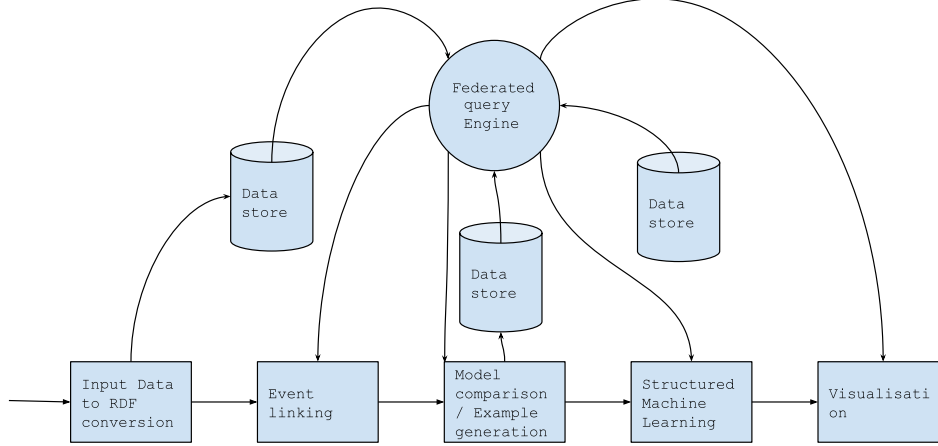 Federated
query
Engine
Data
store
Data
store
Data
store
Input Data
to RDF
conversion
Event
linking
Model
comparison
/ Example
generation
Structured
Machine
Learning
Visualisati
on